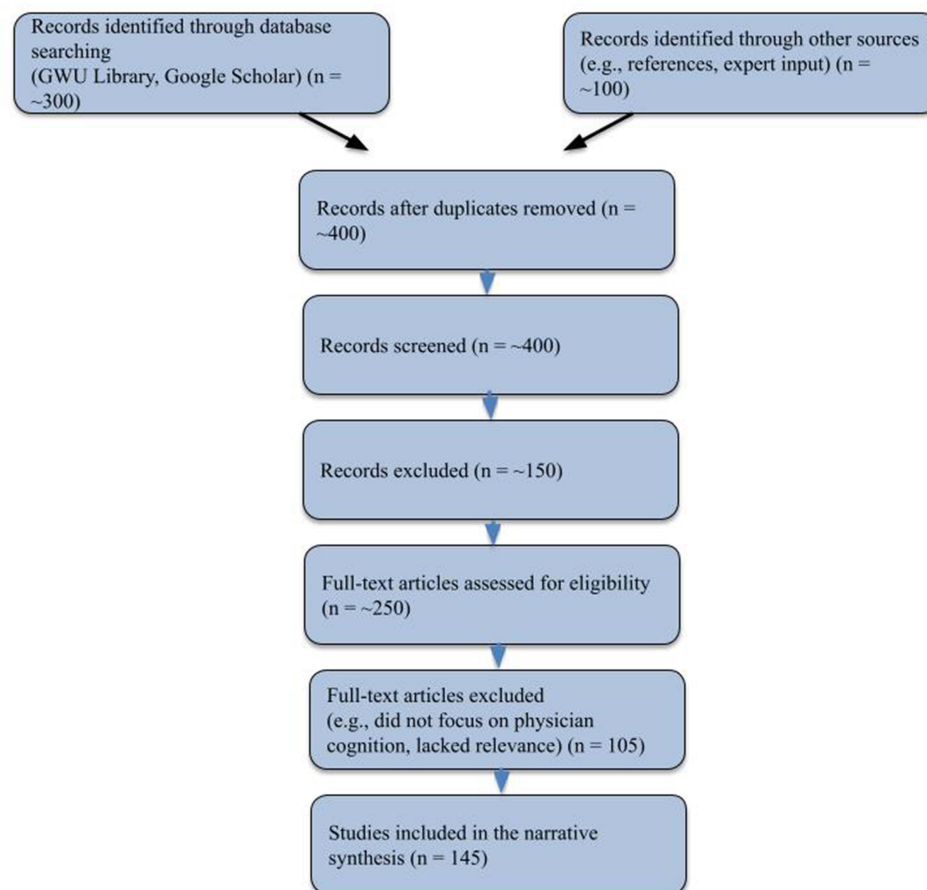 Records identified through database
searching
(GWU Library, Google Scholar) (n =
~300)
Records identified through other sources
(e.g., references, expert input) (n =
~100)
Records after duplicates removed (n =
~400)
Records screened (n = ~400)
Records excluded (n = ~150)
Full-text articles assessed for eligibility
(n = ~250)
Full-text articles excluded
(e.g., did not focus on physician
cognition, lacked relevance) (n = 105)
Studies included in the narrative
synthesis (n = 145)